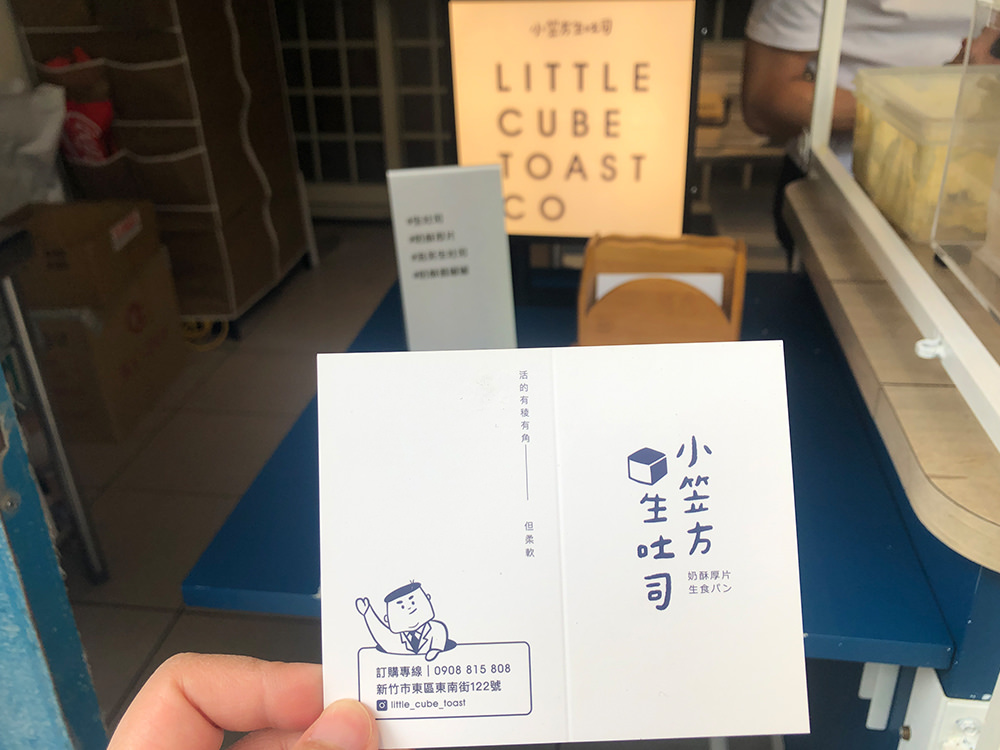 小笠方生吐司
LITTLE
CUBE
TOAST
CO
活的有稜有角——但柔軟
小笠方
生吐司
奶酥厚片
生食パン
訂購專線｜0908 815 808
新竹市東區東南街122號
little_cube_toast